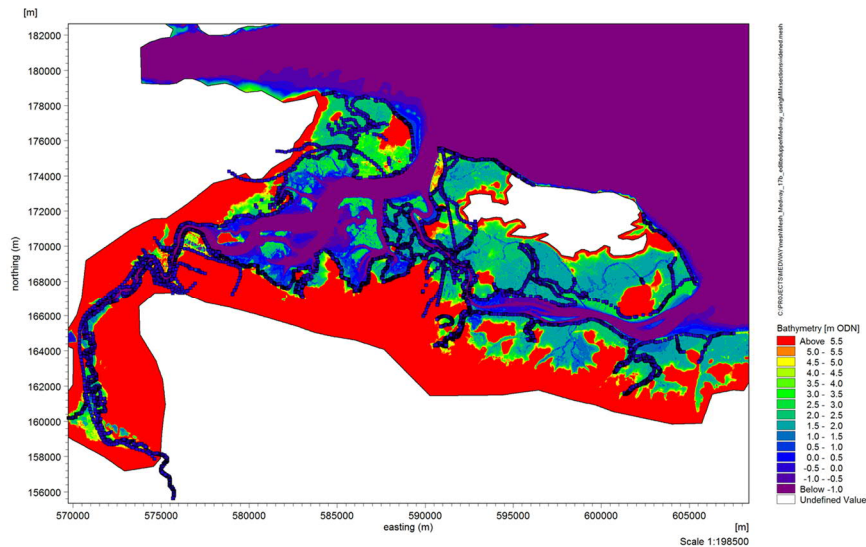 [m]
182000
180000
178000
176000
174000
172000
170000
168000
166000
164000
162000
160000
158000
156000
northing (m)
570000 575000 580000 585000 590000 595000 600000 605000
easting (m)
[m]
Scale 1:198500
Bathymetry [m ODN]
Above 5.5
5.0 - 5.5
4.5 - 5.0
4.0 - 4.5
3.5 - 4.0
3.0 - 3.5
2.5 - 3.0
2.0 - 2.5
1.5 - 2.0
1.0 - 1.5
0.5 - 1.0
0.0 - 0.5
-0.5 - 0.0
-1.0 - -0.5
Below -1.0
Undefined Value